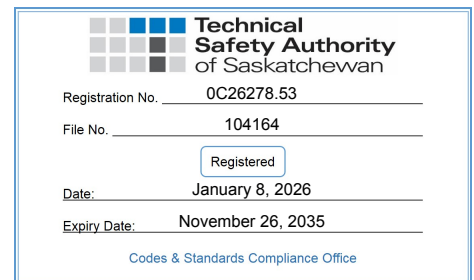 Technical
Safety Authority
of Saskatchewan
Registration No. 0C26278.53
File No. 104164
Registered
Date: January 8, 2026
Expiry Date: November 26, 2035
Codes & Standards Compliance Office